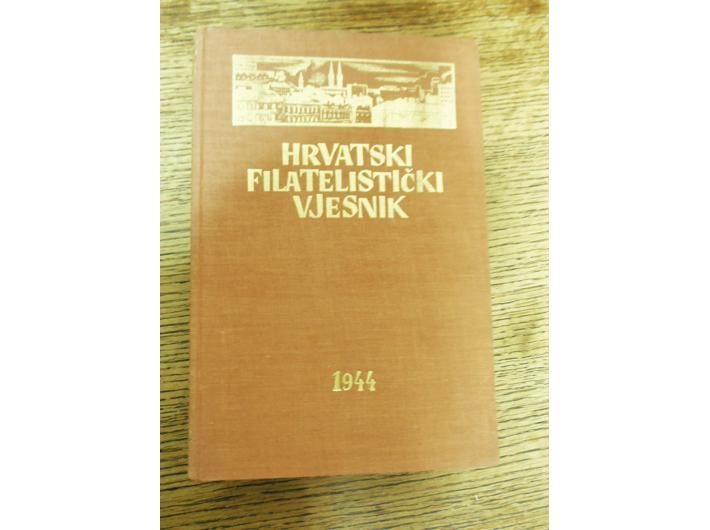 HRVATSKI
FILATELISTIČKI
VJESNIK
1944